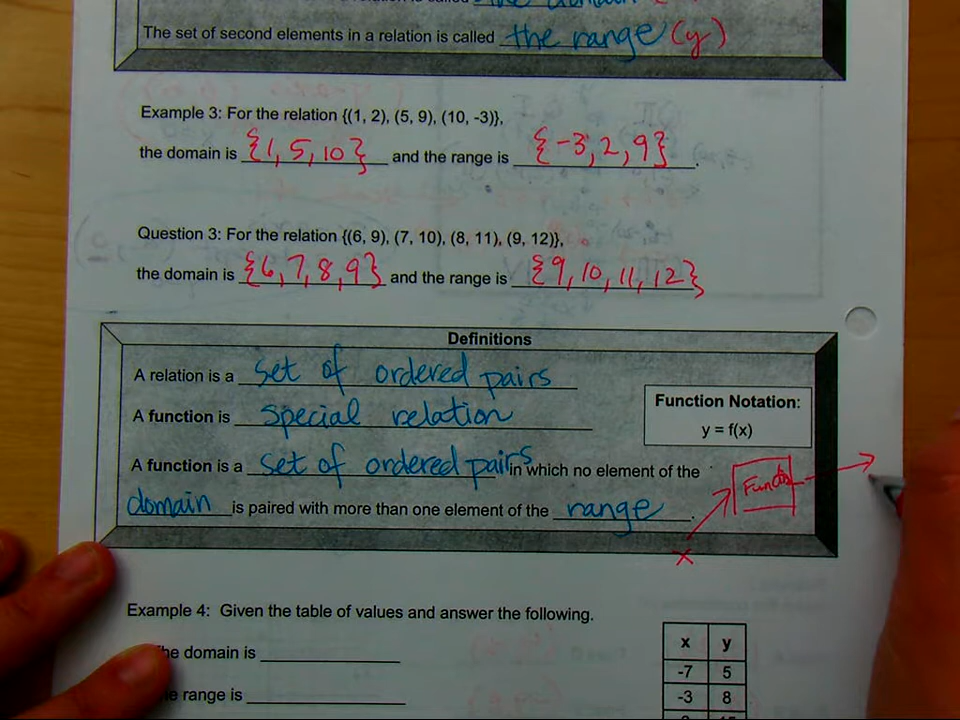 the domain
The set of second elements in a relation is called the range (y)
Example 3: For the relation {(1, 2), (5, 9), (10, -3)},
the domain is {1, 5, 10} and the range is {-3, 2, 9}.
Question 3: For the relation {(6, 9), (7, 10), (8, 11), (9, 12)},
the domain is {6, 7, 8, 9} and the range is {9, 10, 11, 12}
Definitions
A relation is a set of ordered pairs
A function is special relation
Function Notation:
y = f(x)
A function is a set of ordered pairs in which no element of the
domain is paired with more than one element of the range.
x
Example 4: Given the table of values and answer the following.
domain is
range is
x y
-7 5
-3 8